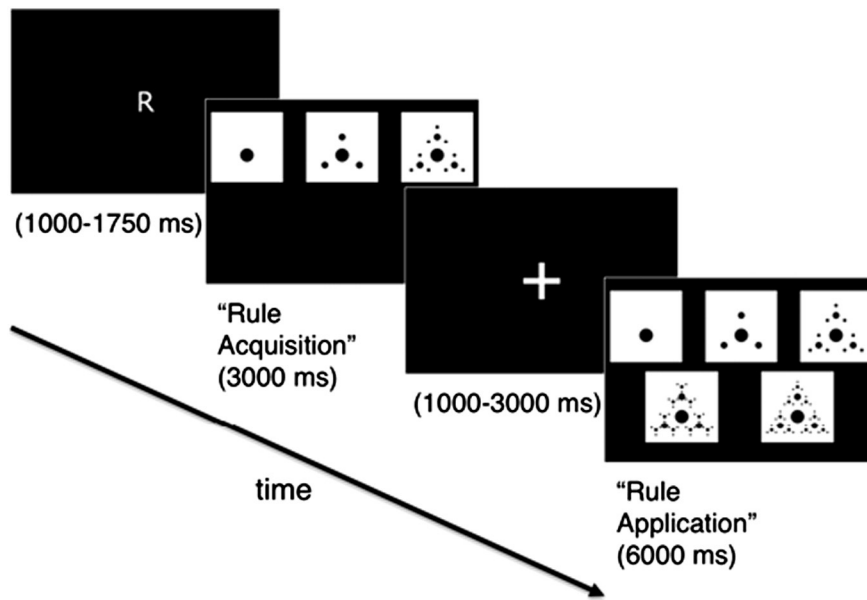 R
(1000-1750 ms)
“Rule
Acquisition”
(3000 ms)
(1000-3000 ms)
“Rule
Application”
(6000 ms)
time